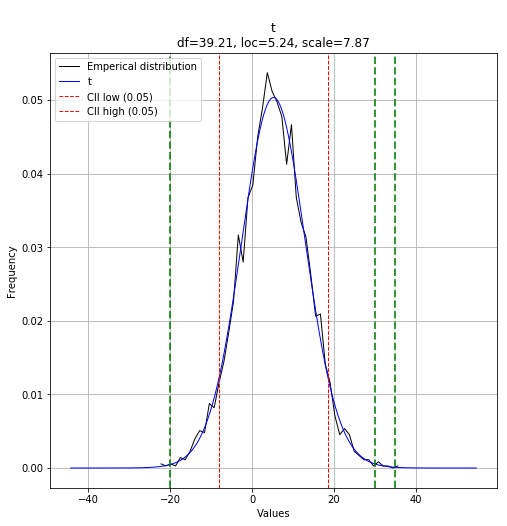 t
df=39.21, loc=5.24, scale=7.87
Emperical distribution
t
CII low (0.05)
CII high (0.05)
Frequency
0.05
0.04
0.03
0.02
0.01
0.00
−40
−20
0
20
40
Values